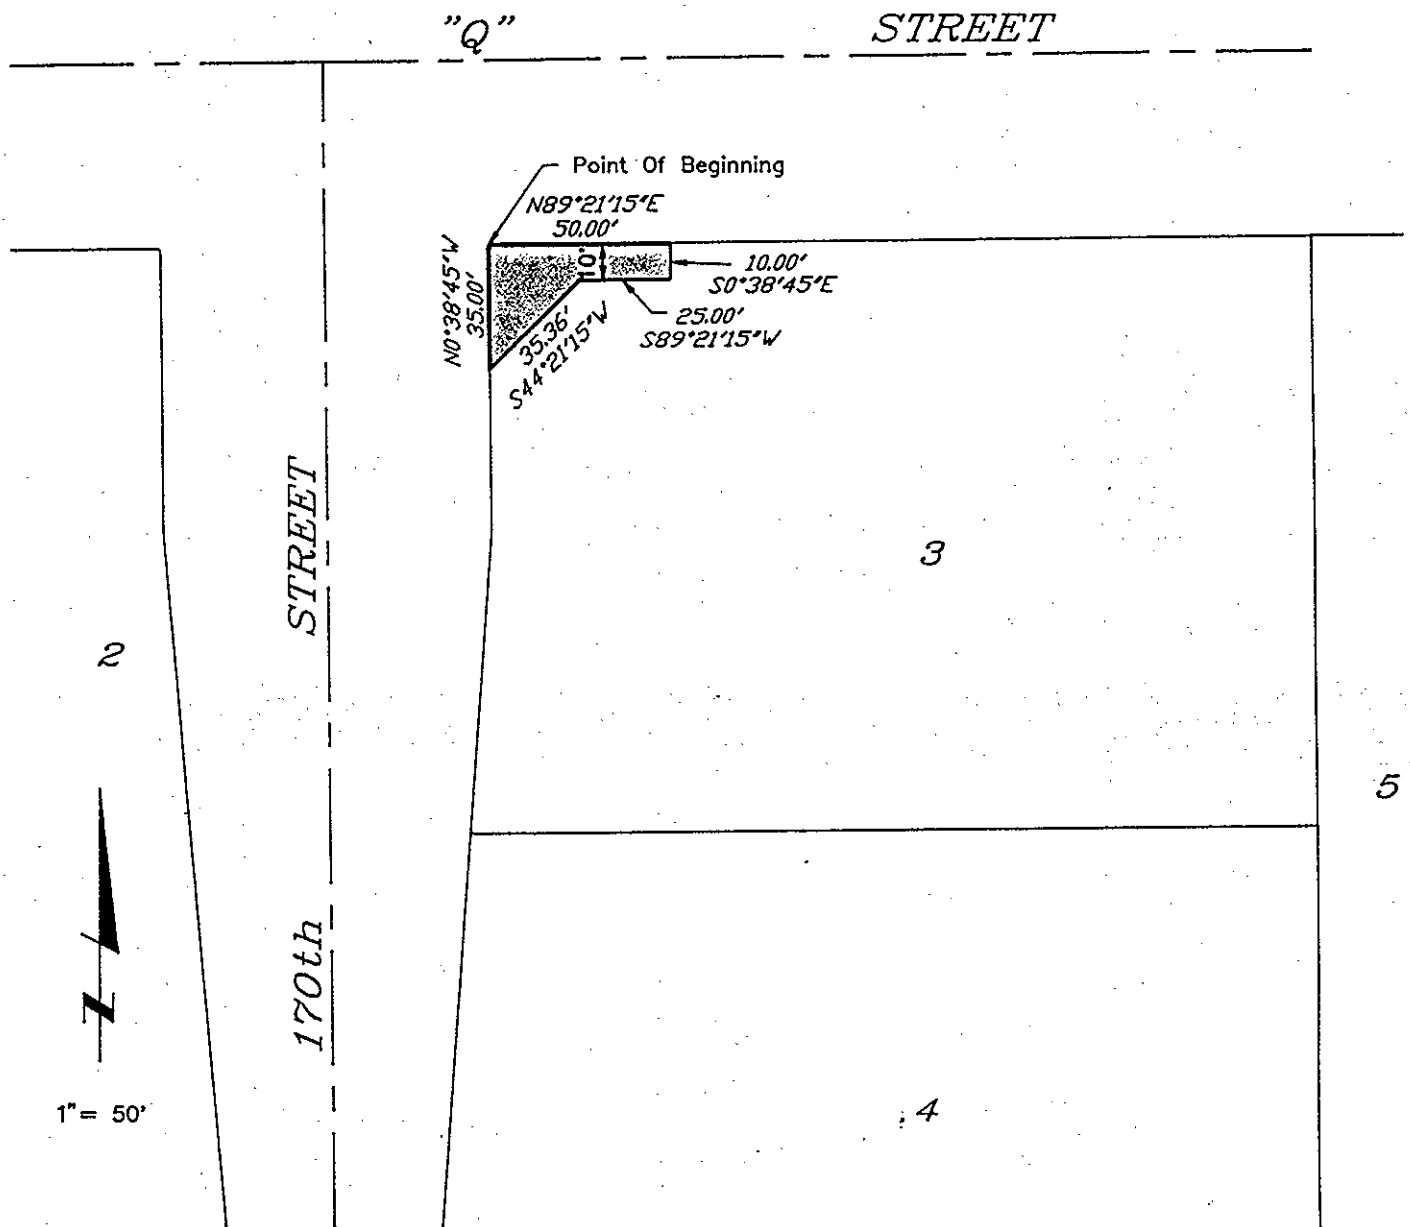 "Q" STREET
Point Of Beginning
N89°21'15"E
50.00'
10'
10.00'
S0°38'45"E
25.00'
S89°21'15"W
35.36'
S44°21'15"W
N0°38'45"W
35.00'
170th STREET
2
3
4
5
N
1"= 50'